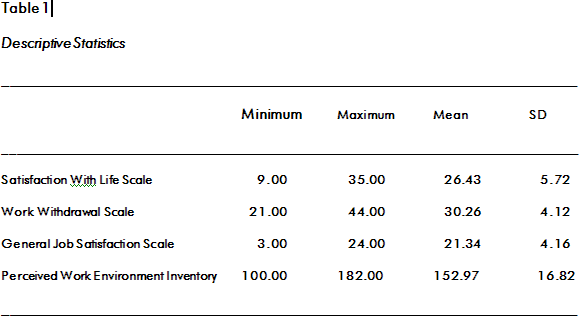 Table 1
Descriptive Statistics
Minimum Maximum Mean SD
Satisfaction With Life Scale 9.00 35.00 26.43 5.72
Work Withdrawal Scale 21.00 44.00 30.26 4.12
General Job Satisfaction Scale 3.00 24.00 21.34 4.16
Perceived Work Environment Inventory 100.00 182.00 152.97 16.82